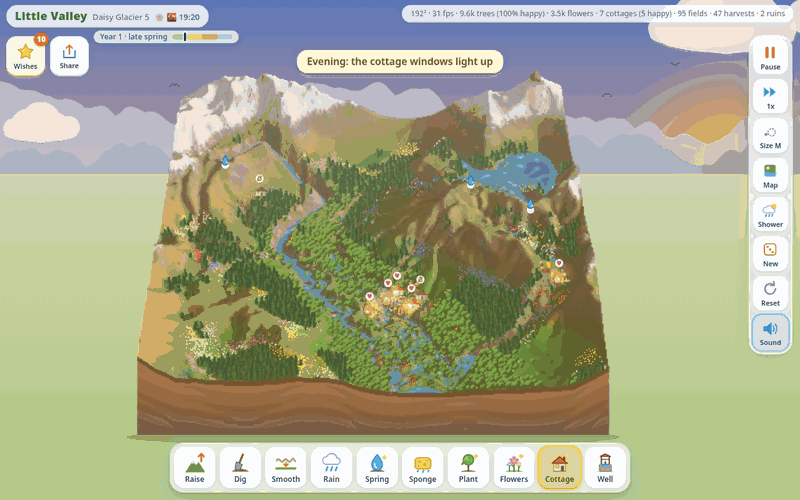 Little Valley Daisy Glacier 5 19:20
192² · 31 fps · 9.6k trees (100% happy) · 3.5k flowers · 7 cottages (5 happy) · 95 fields · 47 harvests · 2 ruins
Year 1 · late spring
10
Wishes
Share
Evening: the cottage windows light up
Pause
1x
Size M
Map
Shower
New
Reset
Sound
Raise
Dig
Smooth
Rain
Spring
Sponge
Plant
Flowers
Cottage
Well